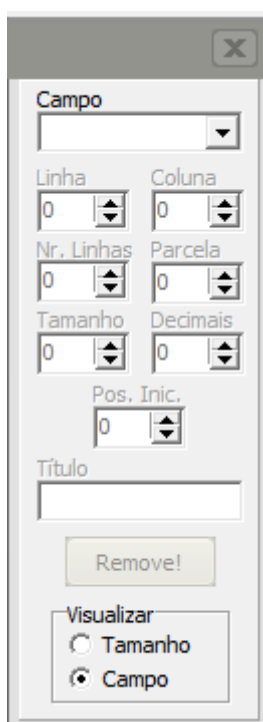 Campo
Linha Coluna
0 0
Nr. Linhas Parcela
0 0
Tamanho Decimais
0 0
Pos. Inic.
0
Título
Remove!
Visualizar
Tamanho
Campo